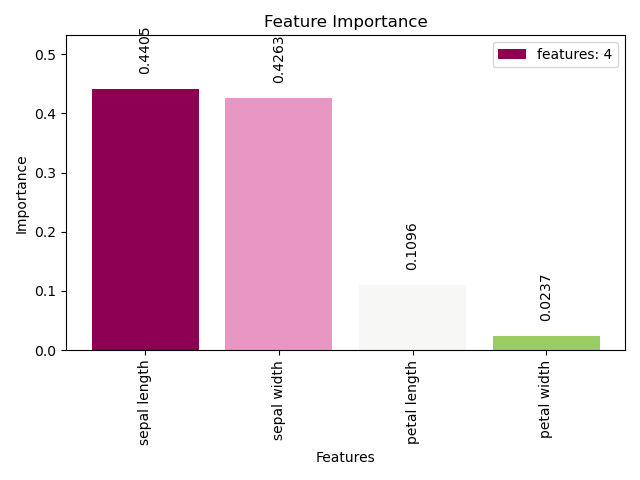 Feature Importance
features: 4
Importance
0.5
0.4
0.3
0.2
0.1
0.0
0.4405
0.4263
0.1096
0.0237
sepal length
sepal width
petal length
petal width
Features